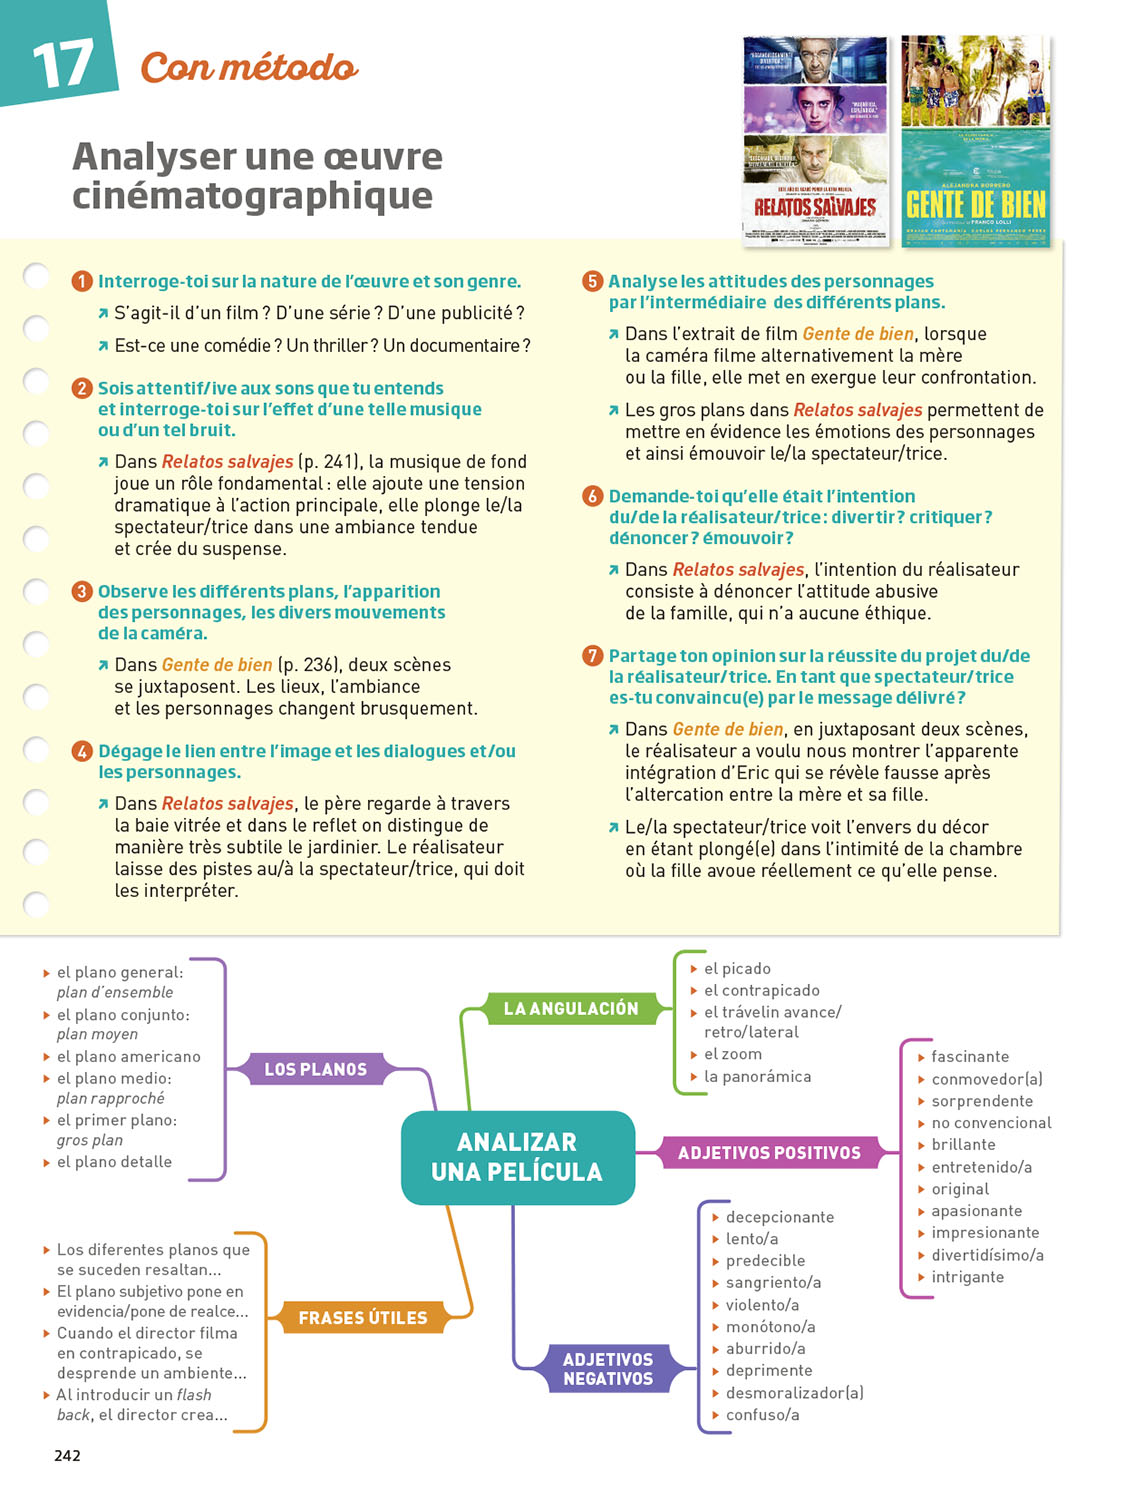 17
Con método
Analyser une œuvre
cinématographique
RELATOS SALVAJES
ALEJANDRA BORRERO
GENTE DE BIEN
FRANCO LOLLI
1 Interroge-toi sur la nature de l'œuvre et son genre.
S'agit-il d'un film ? D'une série ? D'une publicité ?
Est-ce une comédie ? Un thriller ? Un documentaire ?
2 Sois attentif/ive aux sons que tu entends
et interroge-toi sur l'effet d'une telle musique
ou d'un tel bruit.
Dans Relatos salvajes (p. 241), la musique de fond
joue un rôle fondamental : elle ajoute une tension
dramatique à l'action principale, elle plonge le/la
spectateur/trice dans une ambiance tendue
et crée du suspense.
3 Observe les différents plans, l'apparition
des personnages, les divers mouvements
de la caméra.
Dans Gente de bien (p. 236), deux scènes
se juxtaposent. Les lieux, l'ambiance
et les personnages changent brusquement.
4 Dégage le lien entre l'image et les dialogues et/ou
les personnages.
Dans Relatos salvajes, le père regarde à travers
la baie vitrée et dans le reflet on distingue de
manière très subtile le jardinier. Le réalisateur
laisse des pistes au/à la spectateur/trice, qui doit
les interpréter.
5 Analyse les attitudes des personnages
par l'intermédiaire des différents plans.
Dans l'extrait de film Gente de bien, lorsque
la caméra filme alternativement la mère
ou la fille, elle met en exergue leur confrontation.
Les gros plans dans Relatos salvajes permettent de
mettre en évidence les émotions des personnages
et ainsi émouvoir le/la spectateur/trice.
6 Demande-toi qu'elle était l'intention
du/de la réalisateur/trice : divertir ? critiquer ?
dénoncer ? émouvoir ?
Dans Relatos salvajes, l'intention du réalisateur
consiste à dénoncer l'attitude abusive
de la famille, qui n'a aucune éthique.
7 Partage ton opinion sur la réussite du projet du/de
la réalisateur/trice. En tant que spectateur/trice
es-tu convaincu(e) par le message délivré ?
Dans Gente de bien, en juxtaposant deux scènes,
le réalisateur a voulu nous montrer l'apparente
intégration d'Eric qui se révèle fausse après
l'altercation entre la mère et sa fille.
Le/la spectateur/trice voit l'envers du décor
en étant plongé(e) dans l'intimité de la chambre
où la fille avoue réellement ce qu'elle pense.
el plano general:
plan d'ensemble
el plano conjunto:
plan moyen
el plano americano
el plano medio:
plan rapproché
el primer plano:
gros plan
el plano detalle
LOS PLANOS
LA ANGULACIÓN
el picado
el contrapicado
el trávelin avance/
retro/lateral
el zoom
la panorámica
ANALIZAR
UNA PELÍCULA
ADJETIVOS POSITIVOS
fascinante
conmovedor(a)
sorprendente
no convencional
brillante
entretenido/a
original
apasionante
impresionante
divertidísimo/a
intrigante
Los diferentes planos que
se suceden resaltan...
El plano subjetivo pone en
evidencia/pone de realce...
Cuando el director filma
en contrapicado, se
desprende un ambiente...
Al introducir un flash
back, el director crea...
FRASES ÚTILES
ADJETIVOS
NEGATIVOS
decepcionante
lento/a
predecible
sangriento/a
violento/a
monótono/a
aburrido/a
deprimente
desmoralizador(a)
confuso/a
242